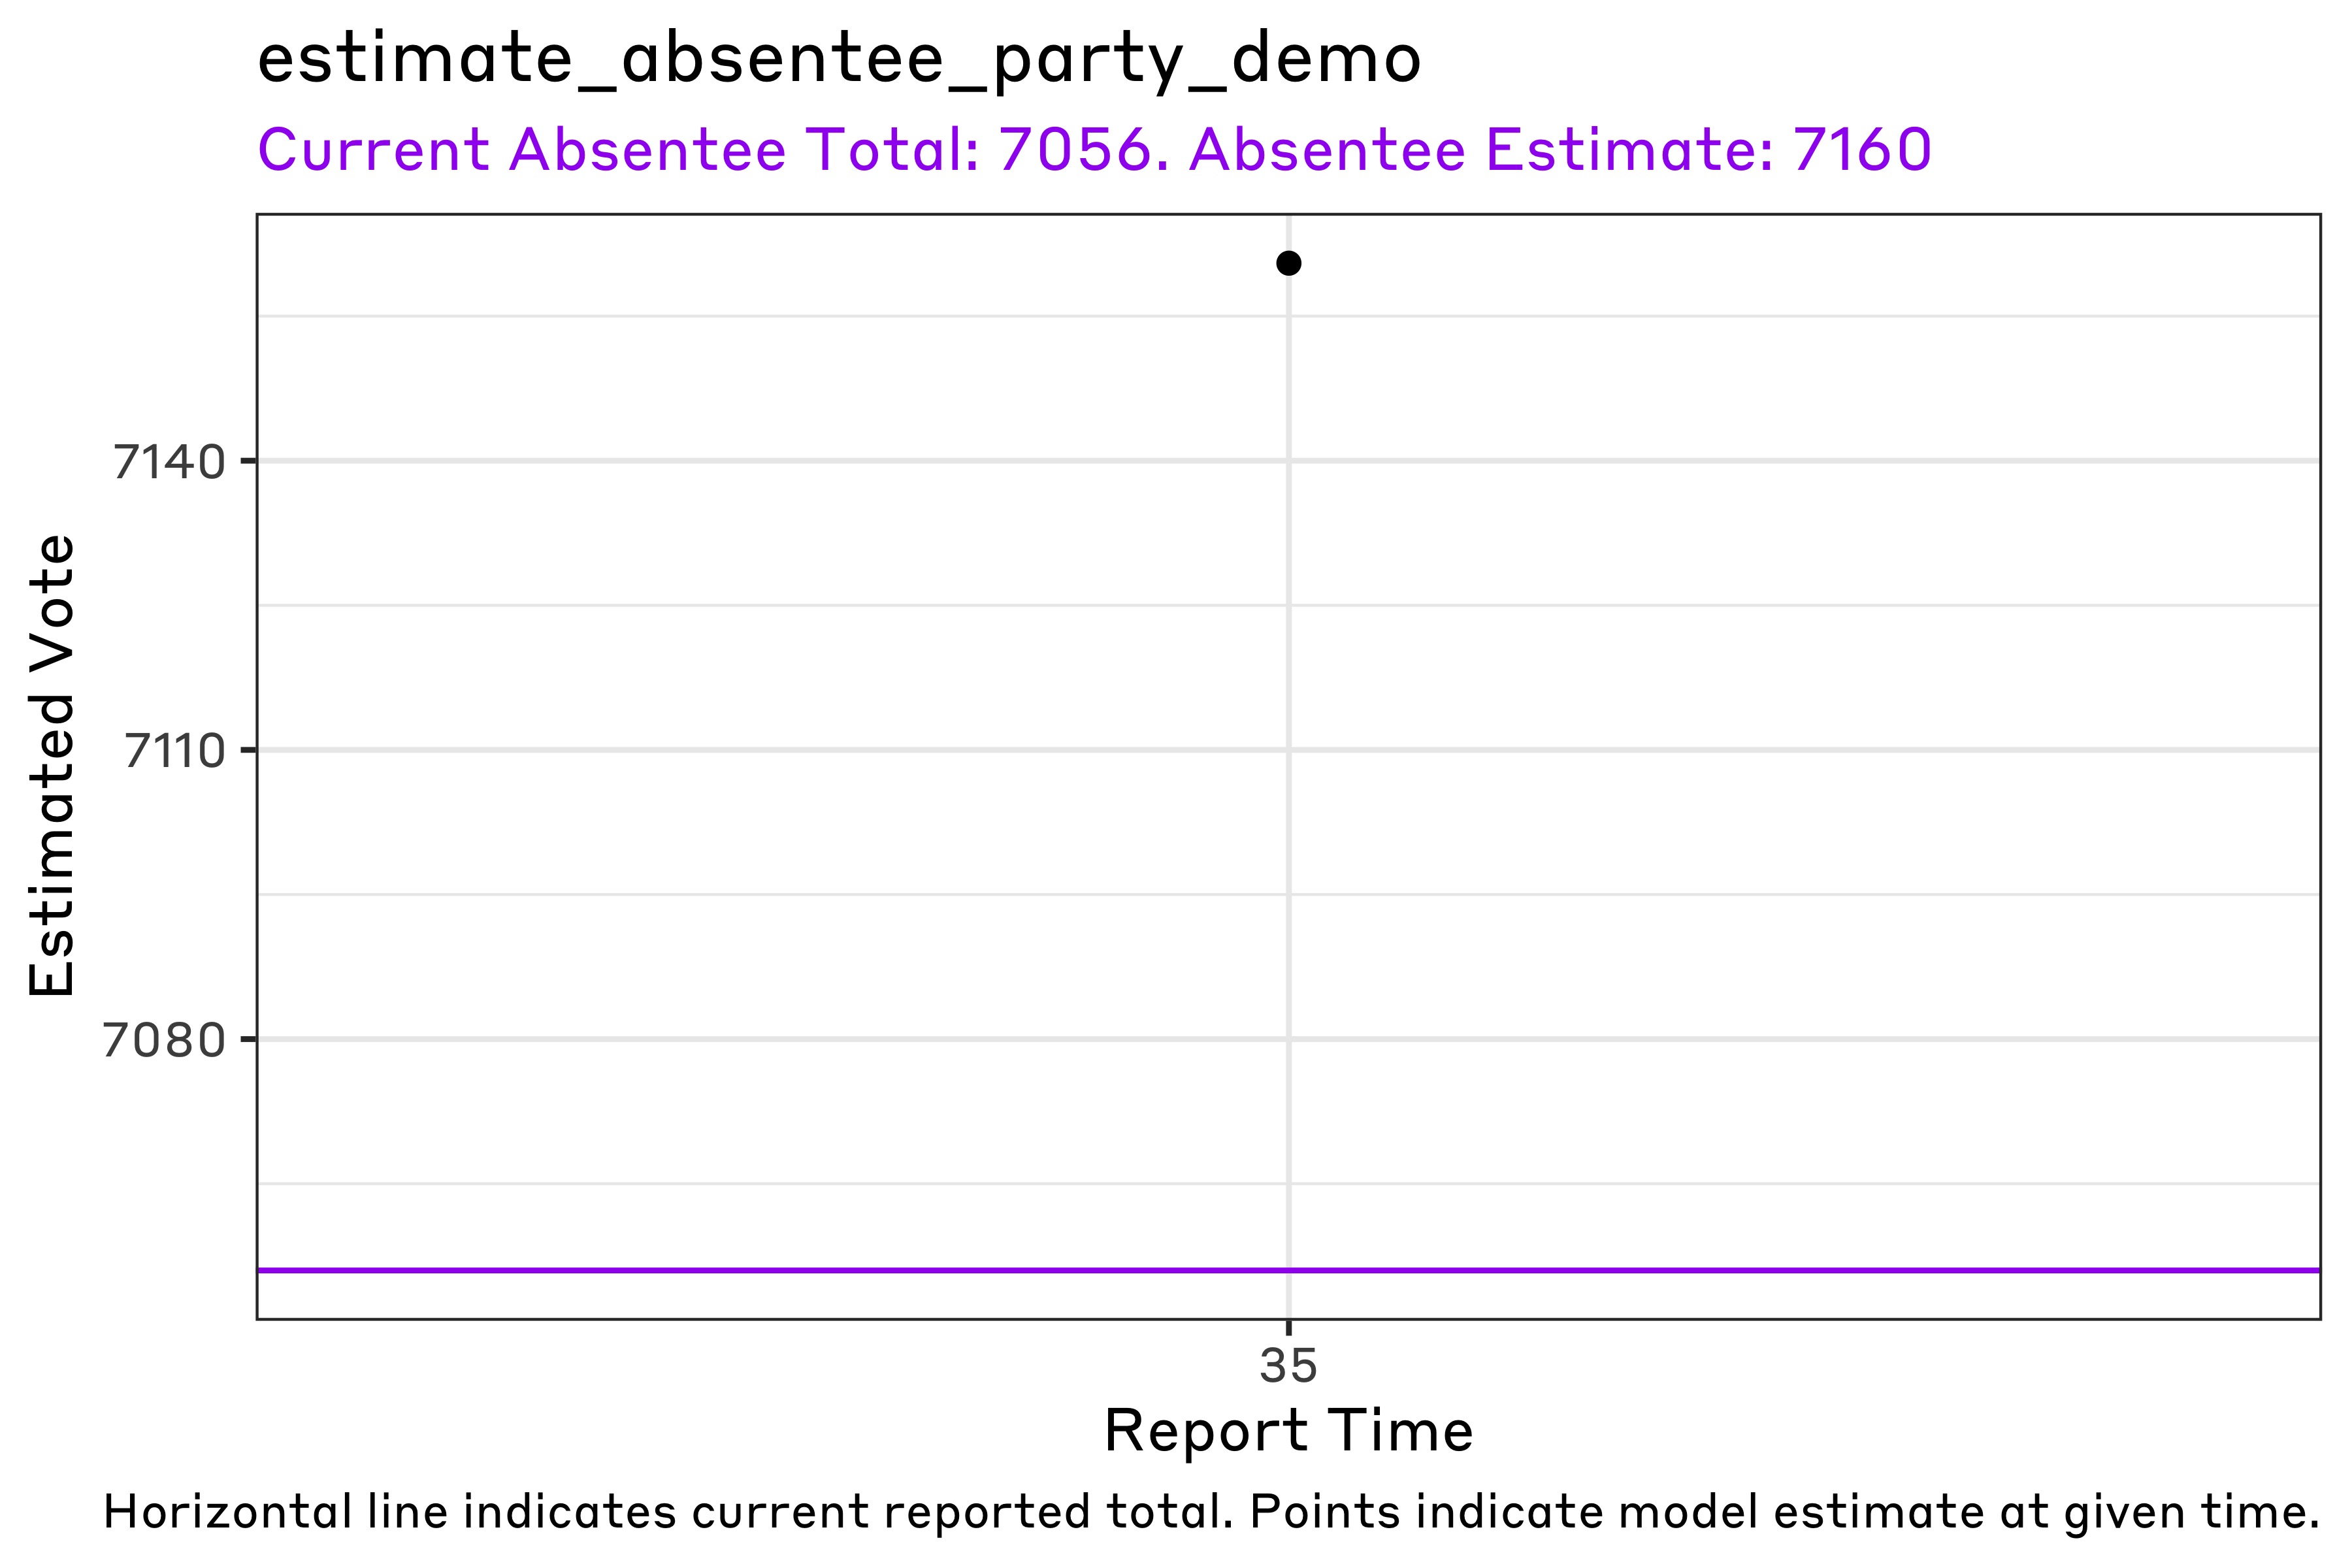 estimate_absentee_party_demo
Current Absentee Total: 7056. Absentee Estimate: 7160
Estimated Vote
7140
7110
7080
35
Report Time
Horizontal line indicates current reported total. Points indicate model estimate at given time.